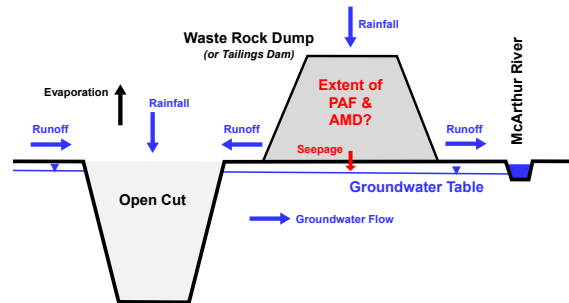 Waste Rock Dump
(or Tailings Dam)
Rainfall
McArthur River
Evaporation
Rainfall
Extent of
PAF &
AMD?
Runoff
Runoff
Runoff
Seepage
Groundwater Table
Open Cut
Groundwater Flow